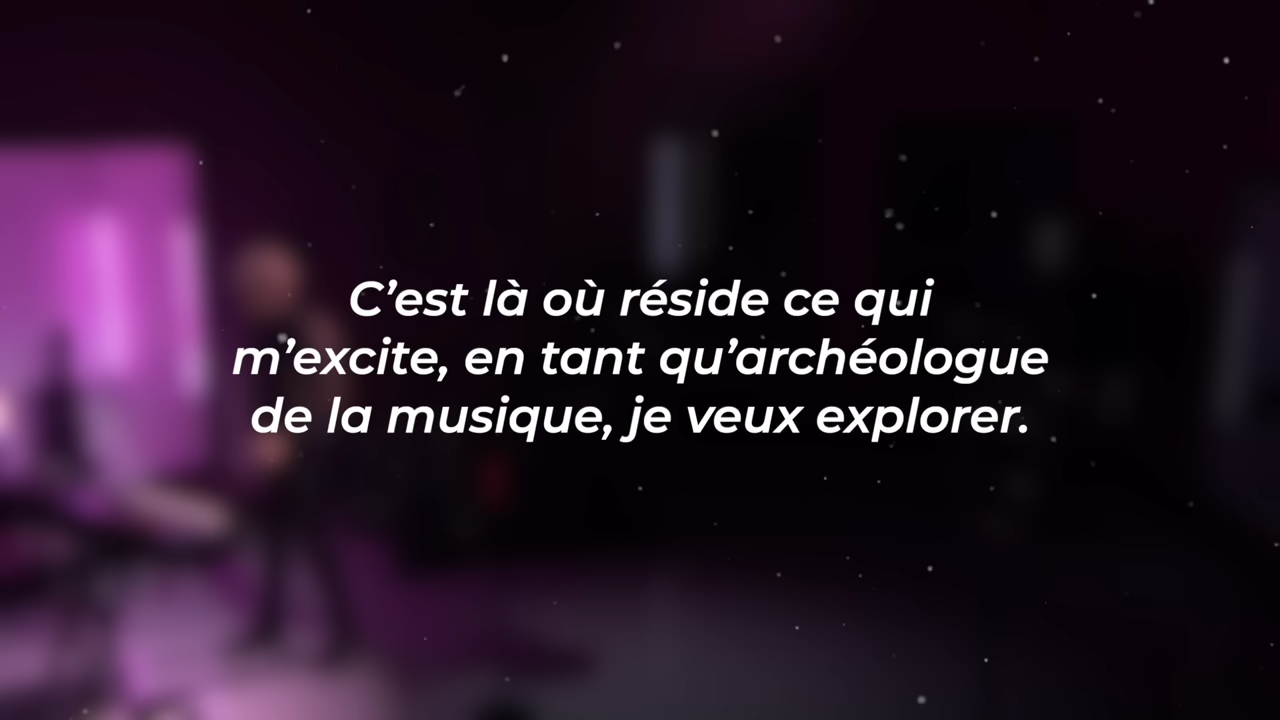 C’est là où réside ce qui
m’excite, en tant qu’archéologue
de la musique, je veux explorer.